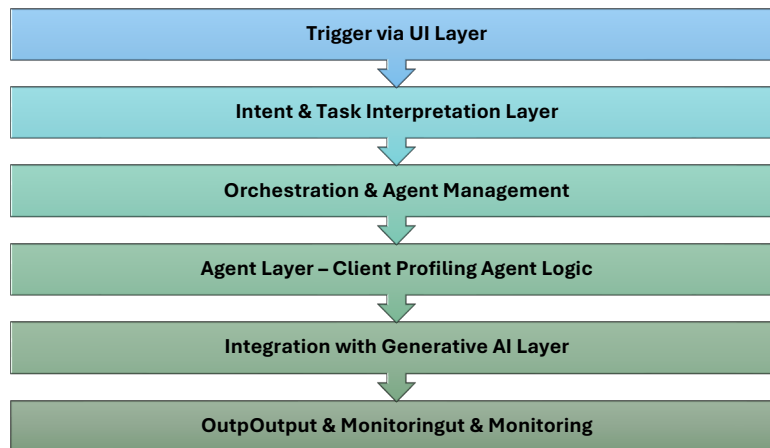 Trigger via UI Layer
Intent & Task Interpretation Layer
Orchestration & Agent Management
Agent Layer – Client Profiling Agent Logic
Integration with Generative AI Layer
OutpOutput & Monitoringut & Monitoring